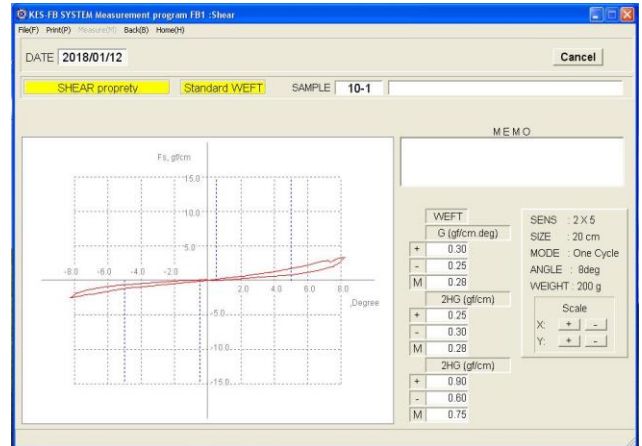 KES-FB SYSTEM Measurement program FB1 :Shear
File(F) Print(P) Measure(M) Back(B) Home(H)
DATE 2018/01/12
Cancel
SHEAR proprety Standard WEFT SAMPLE 10-1
MEMO
Fs, gf/cm
15.0
10.0
5.0
-8.0 -4.0 -2.0
2.0 4.0 6.0 8.0
Degree
-5.0
-10.0
-15.0
WEFT
G (gf/cm.deg)
+ 0.30
- 0.25
M 0.28
2HG (gf/cm)
+ 0.25
- 0.30
M 0.28
2HG (gf/cm)
+ 0.90
- 0.60
M 0.75
SENS : 2 X 5
SIZE : 20 cm
MODE : One Cycle
ANGLE : 8deg
WEIGHT : 200 g
Scale
X: + -
Y: + -